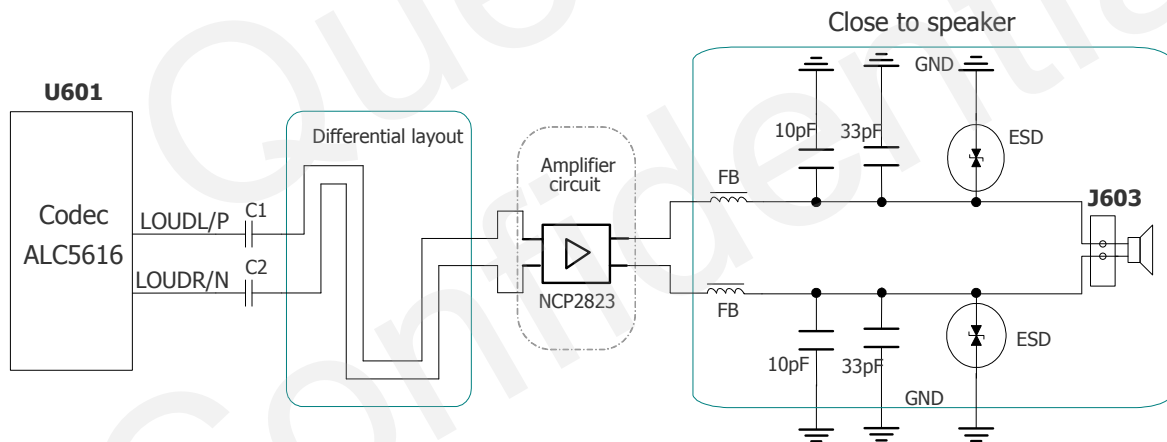 Close to speaker
U601
Codec
ALC5616
LOUDL/P
C1
LOUDR/N
C2
Differential layout
Amplifier
circuit
NCP2823
FB
FB
GND
10pF
33pF
ESD
J603
10pF
33pF
ESD
GND